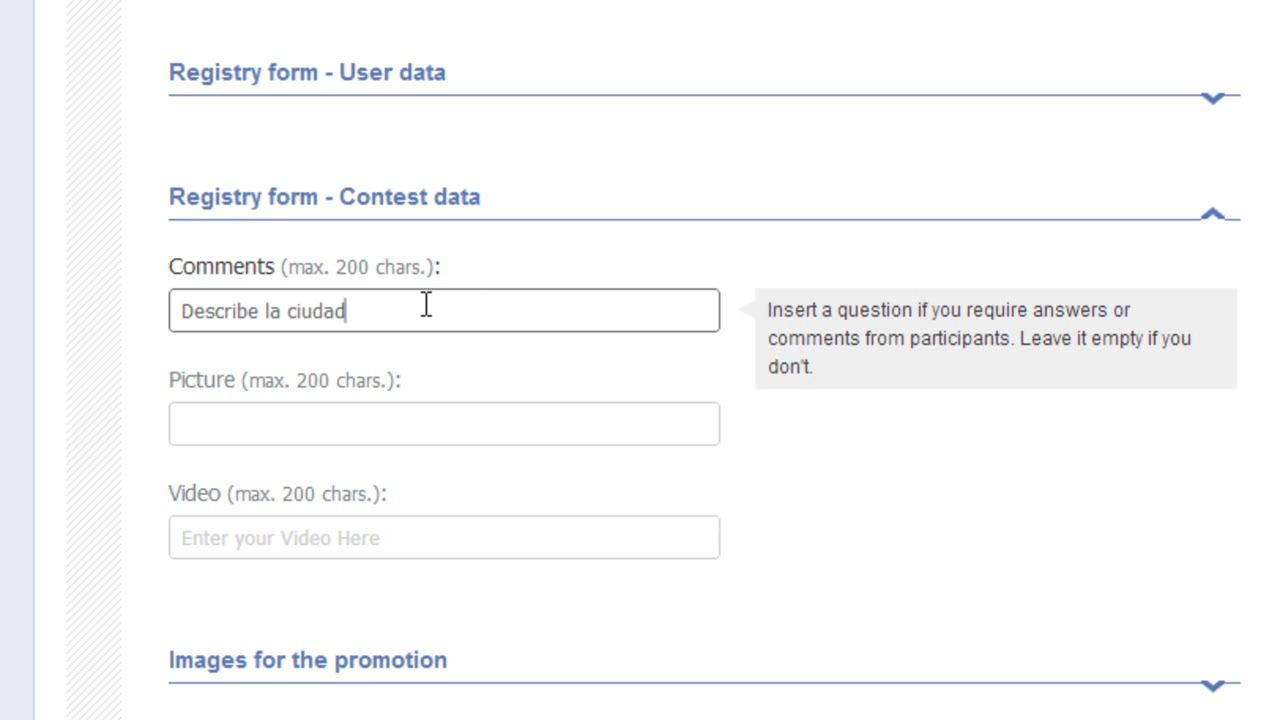 Registry form - User data
Registry form - Contest data
Comments (max. 200 chars.):
Describe la ciudad
Insert a question if you require answers or
comments from participants. Leave it empty if you
don't.
Picture (max. 200 chars.):
Video (max. 200 chars.):
Enter your Video Here
Images for the promotion